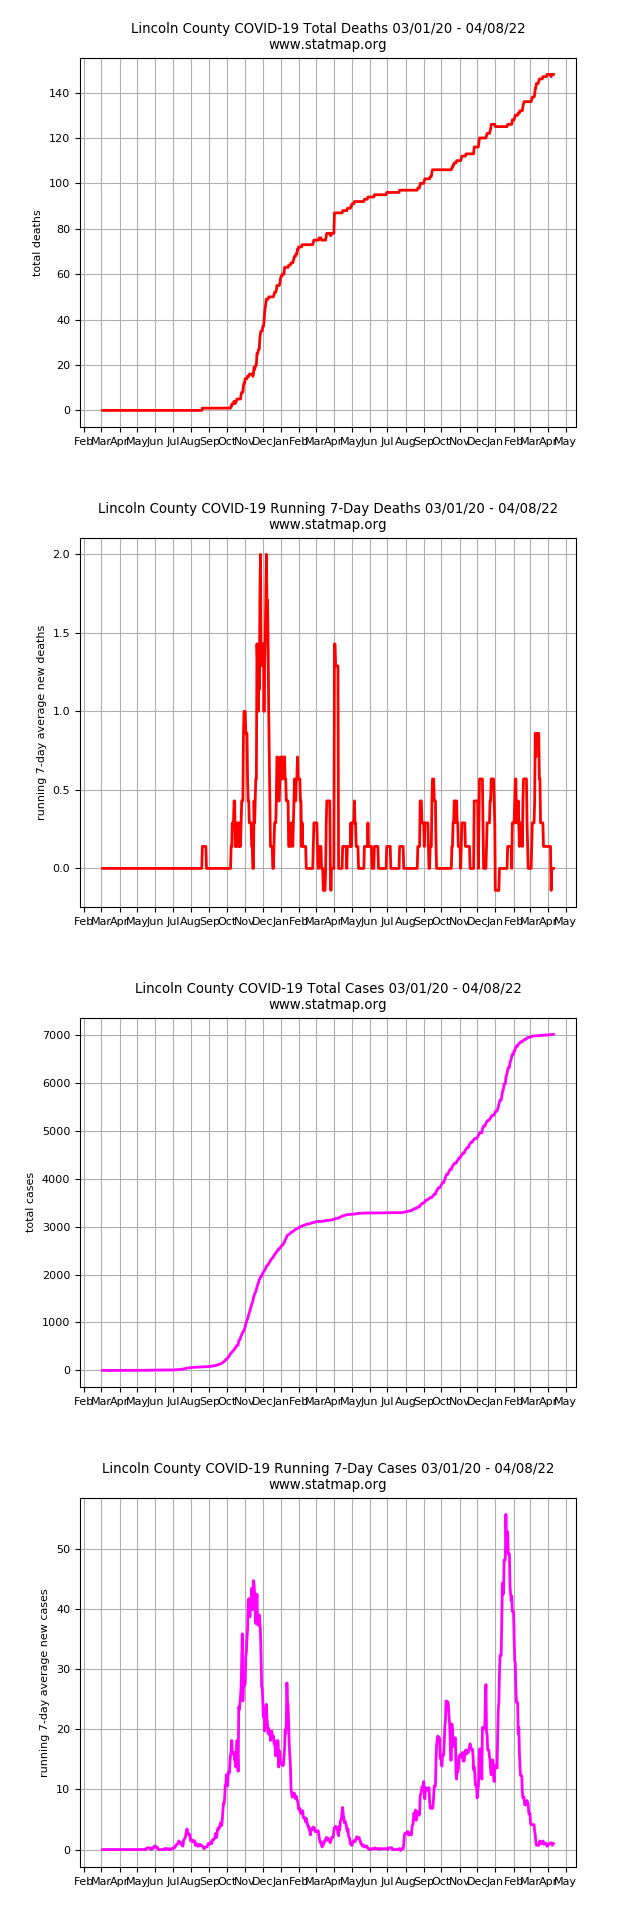 Lincoln County COVID-19 Total Deaths 03/01/20 - 04/08/22
www.statmap.org
total deaths
140
120
100
80
60
40
20
0
Feb Mar Apr May Jun Jul Aug Sep Oct Nov Dec Jan Feb Mar Apr May Jun Jul Aug Sep Oct Nov Dec Jan Feb Mar Apr May
Lincoln County COVID-19 Running 7-Day Deaths 03/01/20 - 04/08/22
www.statmap.org
running 7-day average new deaths
2.0
1.5
1.0
0.5
0.0
Feb Mar Apr May Jun Jul Aug Sep Oct Nov Dec Jan Feb Mar Apr May Jun Jul Aug Sep Oct Nov Dec Jan Feb Mar Apr May
Lincoln County COVID-19 Total Cases 03/01/20 - 04/08/22
www.statmap.org
total cases
7000
6000
5000
4000
3000
2000
1000
0
Feb Mar Apr May Jun Jul Aug Sep Oct Nov Dec Jan Feb Mar Apr May Jun Jul Aug Sep Oct Nov Dec Jan Feb Mar Apr May
Lincoln County COVID-19 Running 7-Day Cases 03/01/20 - 04/08/22
www.statmap.org
running 7-day average new cases
50
40
30
20
10
0
Feb Mar Apr May Jun Jul Aug Sep Oct Nov Dec Jan Feb Mar Apr May Jun Jul Aug Sep Oct Nov Dec Jan Feb Mar Apr May